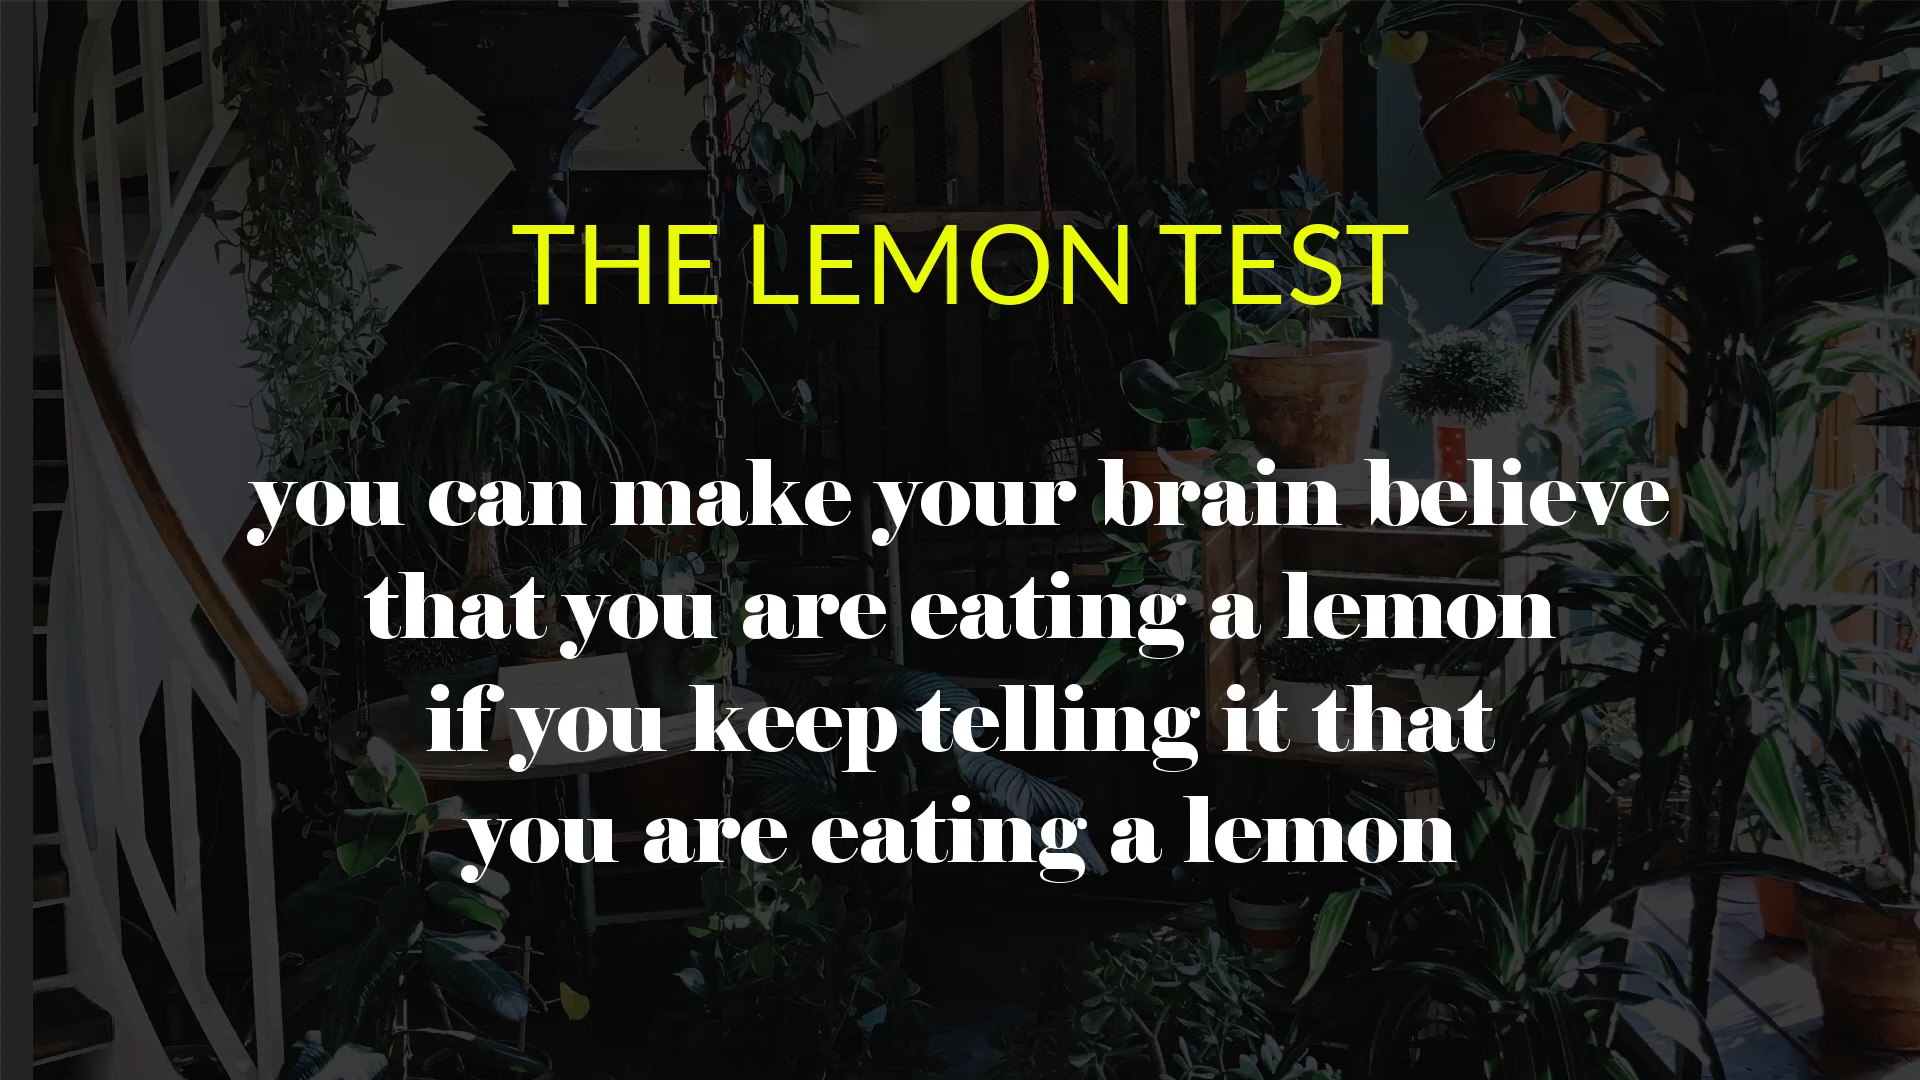 THE LEMON TEST
you can make your brain believe
that you are eating a lemon
if you keep telling it that
you are eating a lemon